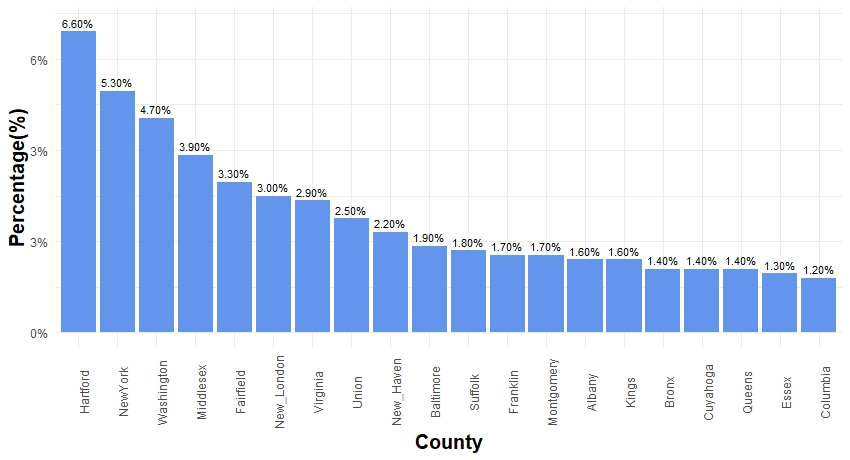 6.60%
5.30%
4.70%
3.90%
3.30%
3.00%
2.90%
2.50%
2.20%
1.90%
1.80%
1.70%
1.70%
1.60%
1.60%
1.40%
1.40%
1.40%
1.30%
1.20%
Percentage(%)
6%
3%
3%
0%
Hartford
NewYork
Washington
Middlesex
Fairfield
New_London
Virginia
Union
New_Haven
Baltimore
Suffolk
Franklin
Montgomery
Albany
Kings
Bronx
Cuyahoga
Queens
Essex
Columbia
County